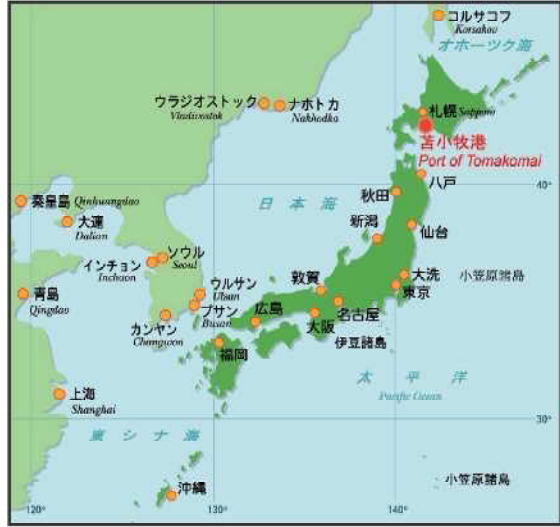 コルサコフ
Korsakov
オホーツク海
ウラジオストック
Vladivostok
ナホトカ
Nakhodka
札幌 Sapporo
苫小牧港
Port of Tomakomai
八戸
40°
秋田
秦皇島 Qinhuangdao
日本海
大連
Dalian
新潟
仙台
ソウル
Seoul
インチョン
Incheon
大洗
小笠原諸島
敦賀
東京
ウルサン
Ulsan
青島
Qingdao
プサン
Busan
広島
名古屋
カンヤン
大阪
伊豆諸島
福岡
太平洋
Pacific Ocean
上海
Shanghai
30°
東シナ海
小笠原諸島
沖縄
120°
130°
140°